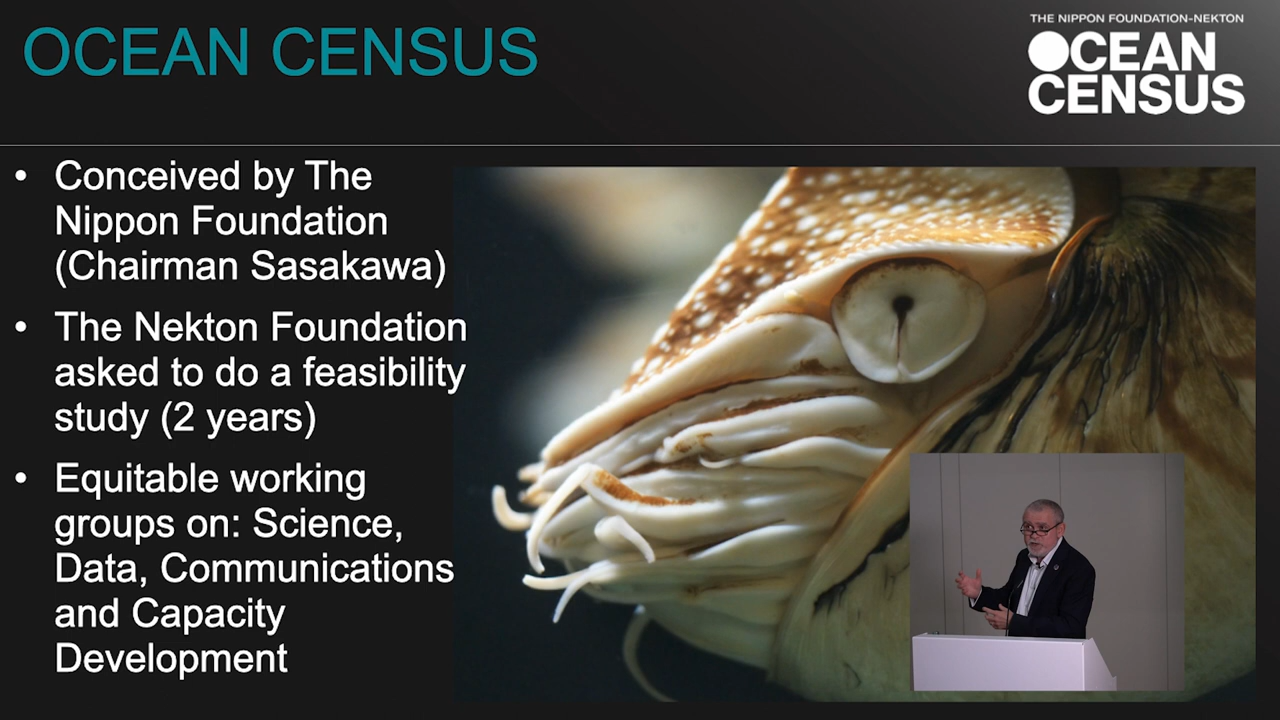 OCEAN CENSUS
THE NIPPON FOUNDATION-NEKTON
OCEAN
CENSUS
• Conceived by The
Nippon Foundation
(Chairman Sasakawa)
• The Nekton Foundation
asked to do a feasibility
study (2 years)
• Equitable working
groups on: Science,
Data, Communications
and Capacity
Development